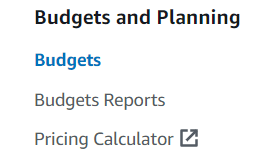 Budgets and Planning
Budgets
Budgets Reports
Pricing Calculator